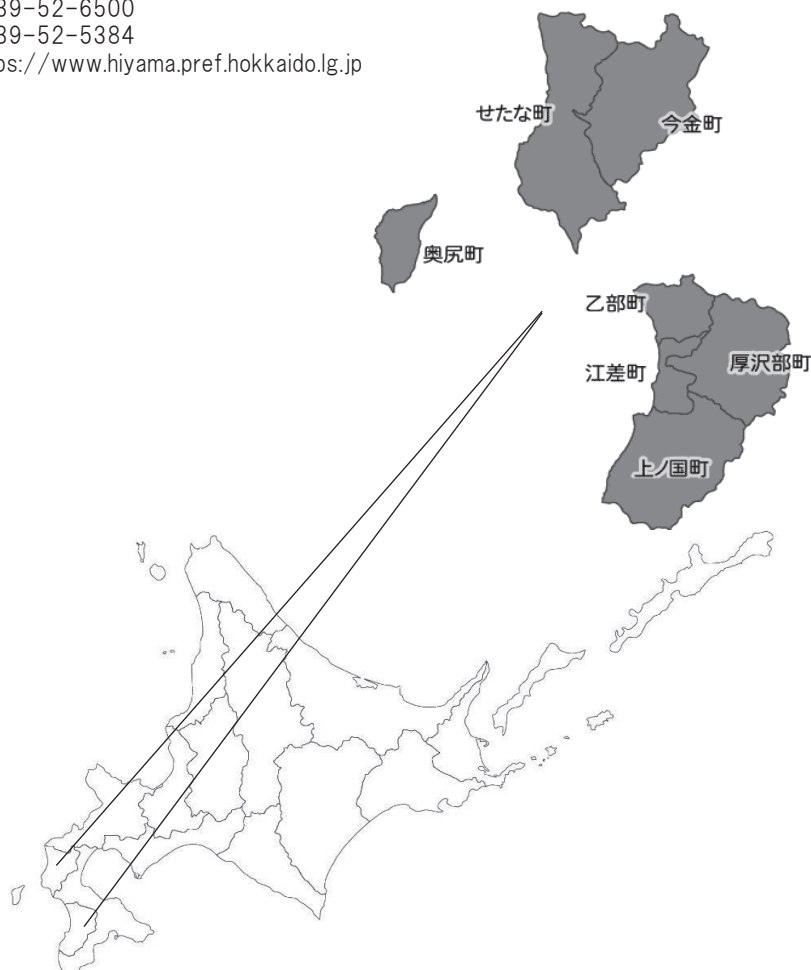 39-52-6500
39-52-5384
ps://www.hiyama.pref.hokkaido.lg.jp
せたな町
今金町
奥尻町
乙部町
厚沢部町
江差町
上ノ国町